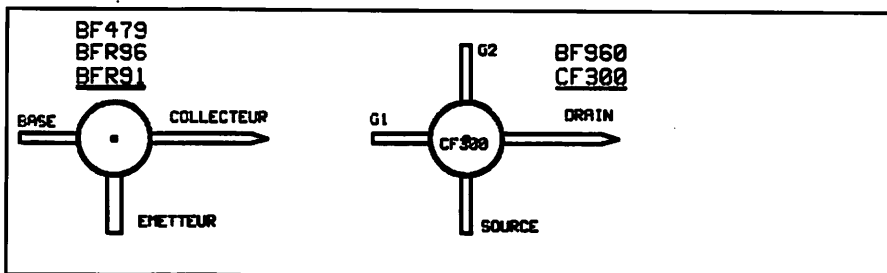 BF479
BFR96
BFR91
BASE
COLLECTEUR
EMETTEUR
G2
BF960
CF300
G1
DRAIN
CF300
SOURCE